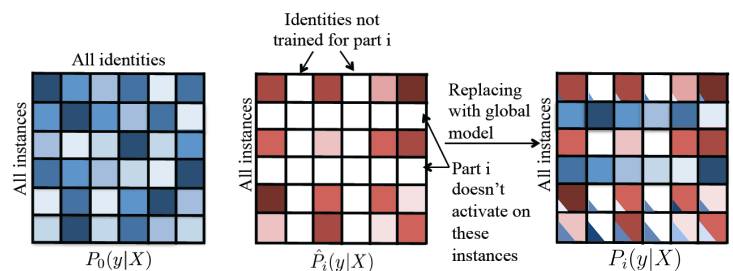 Identities not
trained for part i
All identities
All instances
All instances
Replacing
with global
model
Part i
doesn't
activate on
these
instances
All instances
P₀(y|X)
P̂ᵢ(y|X)
Pᵢ(y|X)